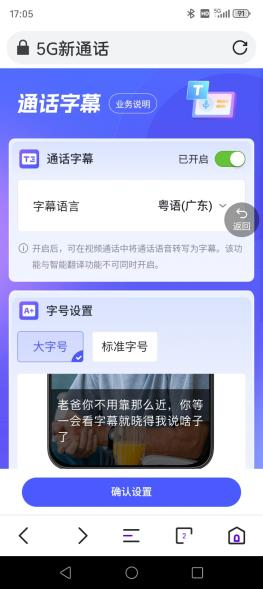 17:05
HD 5G 91
5G新通话
通话字幕 业务说明
T
通话字幕 已开启
字幕语言 粤语(广东)
返回
开启后，可在视频通话中将通话语音转写为字幕。该功
能与智能翻译功能不可同时开启。
A+ 字号设置
大字号 标准字号
老爸你不用靠那么近，你等
一会看字幕就晓得我说啥子
了
确认设置
2